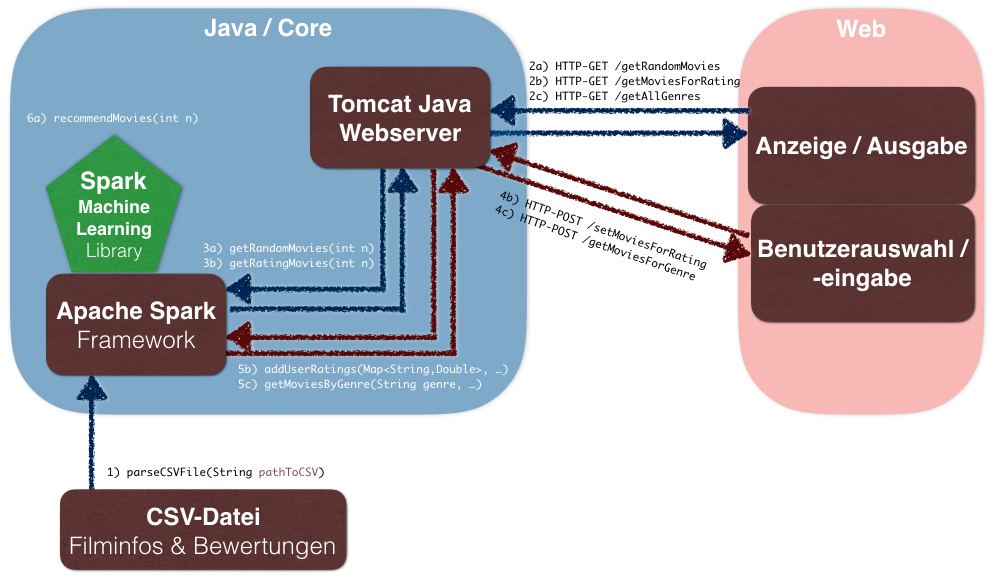 Java / Core
Web
2a) HTTP-GET /getRandomMovies
2b) HTTP-GET /getMoviesForRating
2c) HTTP-GET /getAllGenres
Tomcat Java
Webserver
6a) recommendMovies(int n)
Anzeige / Ausgabe
Spark
Machine
Learning
Library
4b) HTTP-POST /setMoviesForRating
4c) HTTP-POST /getMoviesForGenre
3a) getRandomMovies(int n)
3b) getRatingMovies(int n)
Benutzerauswahl /
-eingabe
Apache Spark
Framework
5b) addUserRatings(Map<String,Double>, …)
5c) getMoviesByGenre(String genre, …)
1) parseCSVFile(String pathToCSV)
CSV-Datei
Filminfos & Bewertungen